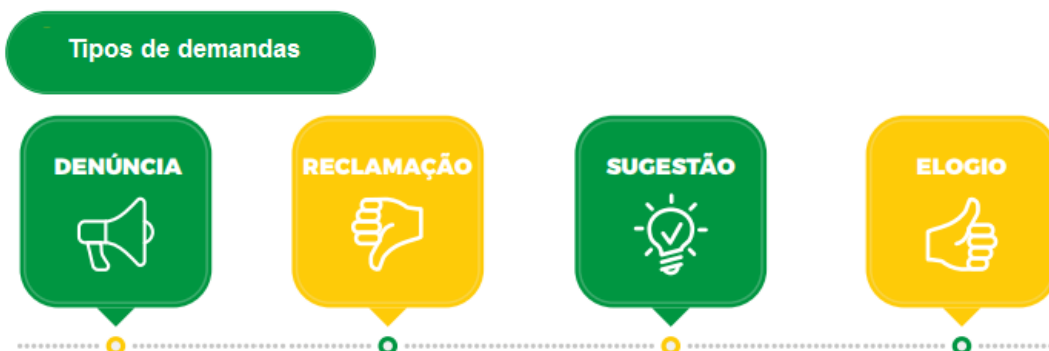 Tipos de demandas
DENÚNCIA
RECLAMAÇÃO
SUGESTÃO
ELOGIO